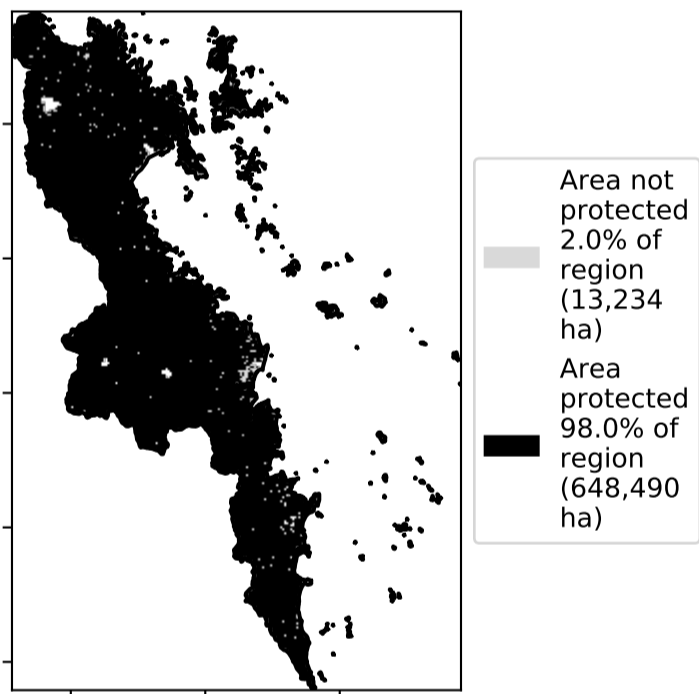 Area not
protected
2.0% of
region
(13,234
ha)
Area
protected
98.0% of
region
(648,490
ha)